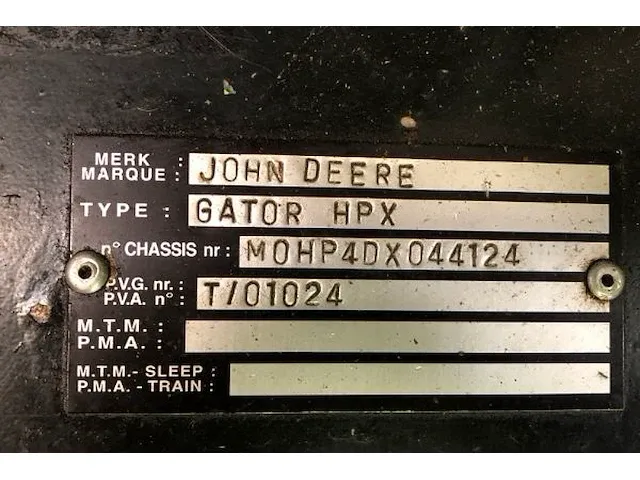 MERK :
MARQUE : JOHN DEERE
TYPE : GATOR HPX
n° CHASSIS nr : M0HP4DX044124
P.V.G. nr. :
P.V.A. n° : T/01024
M.T.M. :
P.M.A. :
M.T.M. - SLEEP :
P.M.A. - TRAIN :